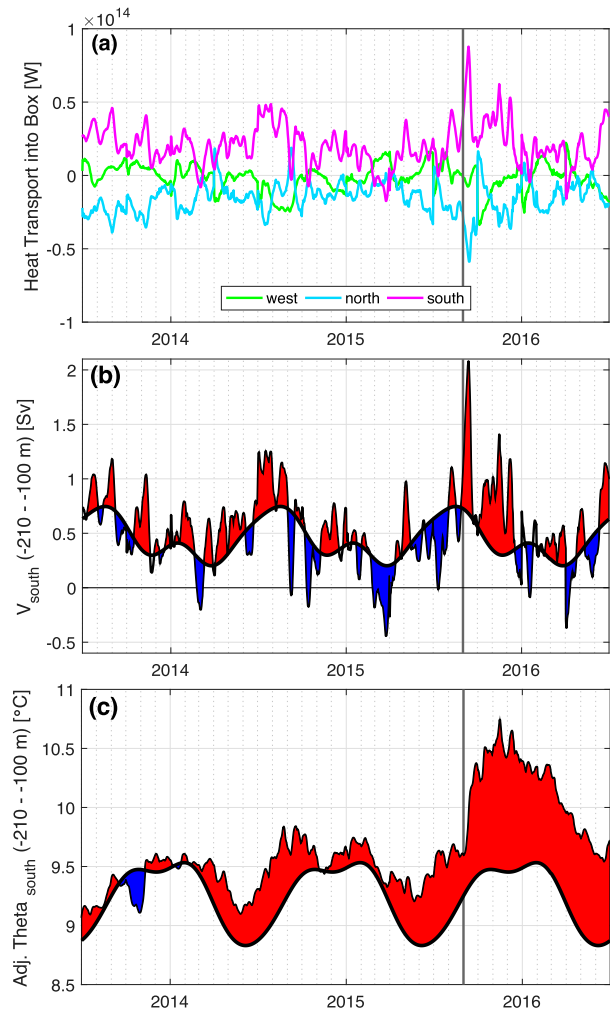 ×10^14
(a)
Heat Transport into Box [W]
1
0.5
0
-0.5
-1
west north south
2014 2015 2016
(b)
V_south (-210 - -100 m) [Sv]
2
1.5
1
0.5
0
-0.5
2014 2015 2016
(c)
Adj. Theta _south (-210 - -100 m) [°C]
11
10.5
10
9.5
9
8.5
2014 2015 2016